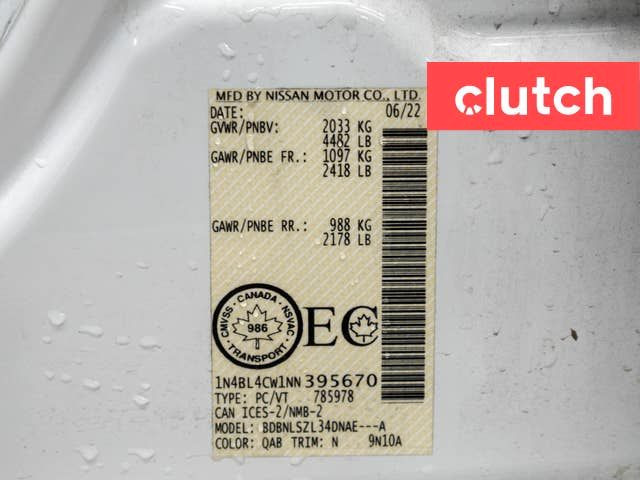 clutch
MFD BY NISSAN MOTOR CO., LTD.
DATE: 06/22
GVWR/PNBV: 2033 KG
4482 LB
GAWR/PNBE FR.: 1097 KG
2418 LB
GAWR/PNBE RR.: 988 KG
2178 LB
CMVSS · CANADA · NSVAC · TRANSPORT ·
986
EC
1N4BL4CW1NN395670
TYPE: PC/VT 785978
CAN ICES-2/NMB-2
MODEL: BDBNLSZL34DNAE---A
COLOR: QAB TRIM: N 9N10A